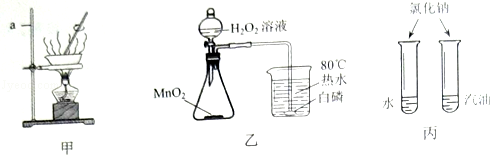 a
甲
H₂O₂溶液
MnO₂
80℃
热水
白磷
乙
氯化钠
水
汽油
丙